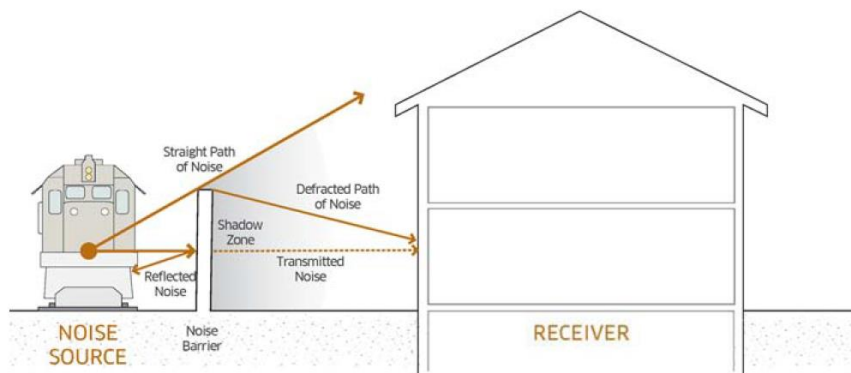 Straight Path
of Noise
Defracted Path
of Noise
Shadow
Zone
Transmitted
Noise
Reflected
Noise
NOISE
SOURCE
Noise
Barrier
RECEIVER